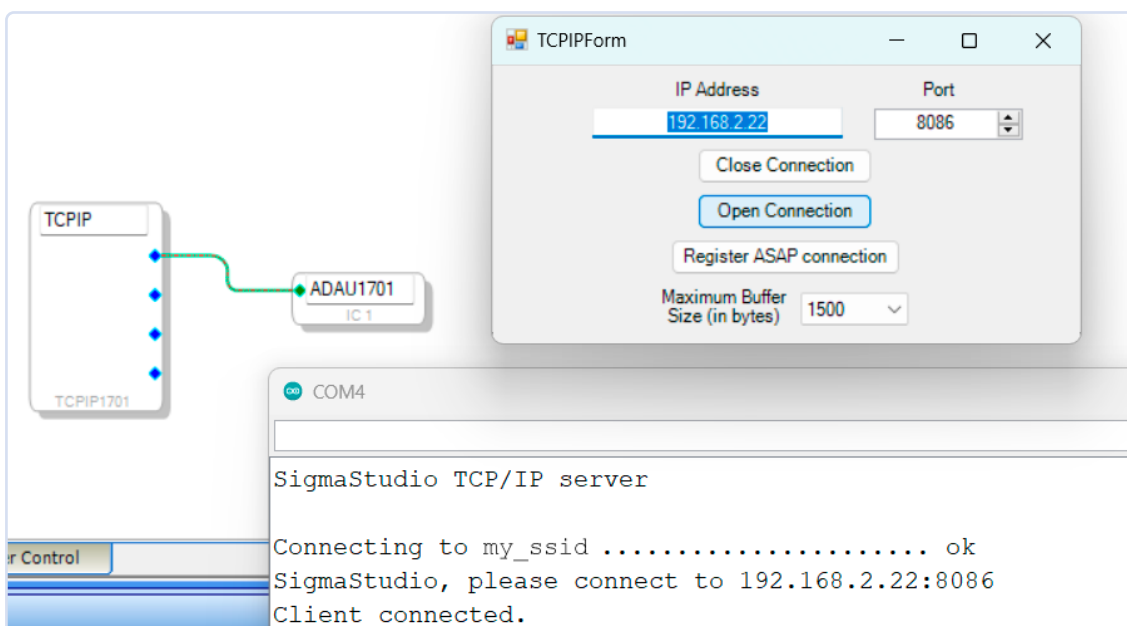 TCPIPForm
IP Address
Port
192.168.2.22
8086
Close Connection
Open Connection
Register ASAP connection
Maximum Buffer
Size (in bytes)
1500
TCPIP
TCPIP1701
ADAU1701
IC 1
COM4
SigmaStudio TCP/IP server
Connecting to my_ssid ...................... ok
SigmaStudio, please connect to 192.168.2.22:8086
Client connected.
er Control